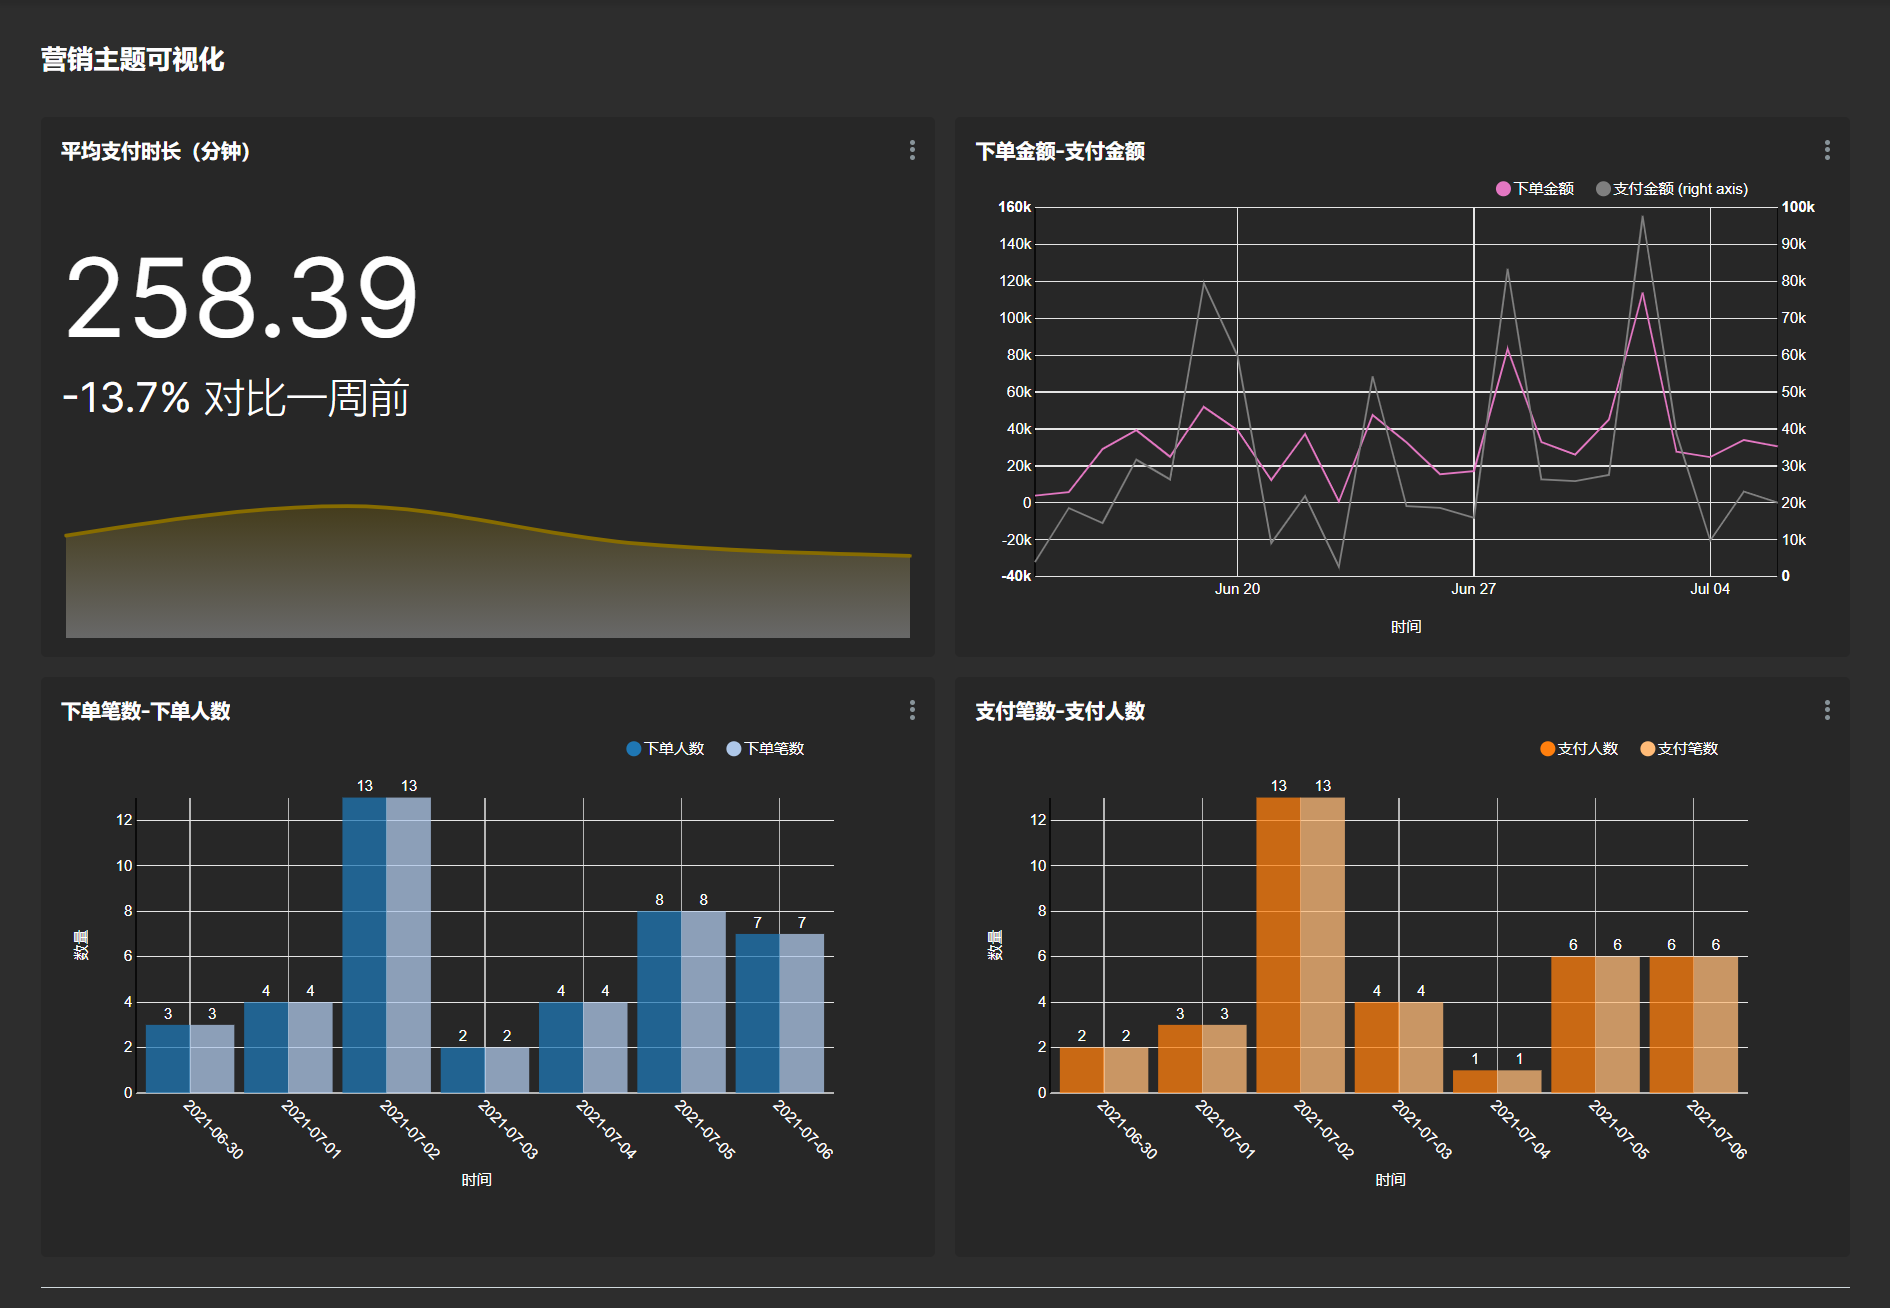 营销主题可视化
平均支付时长（分钟）
258.39
-13.7% 对比一周前
下单金额-支付金额
下单金额 支付金额 (right axis)
160k
140k
120k
100k
80k
60k
40k
20k
0
-20k
-40k
100k
90k
80k
70k
60k
50k
40k
30k
20k
10k
0
Jun 20 Jun 27 Jul 04
时间
下单笔数-下单人数
下单人数 下单笔数
数量
12
10
8
6
4
2
0
3 3 4 4 13 13 2 2 4 4 8 8 7 7
2021-06-30 2021-07-01 2021-07-02 2021-07-03 2021-07-04 2021-07-05 2021-07-06
时间
支付笔数-支付人数
支付人数 支付笔数
数量
12
10
8
6
4
2
0
2 2 3 3 13 13 4 4 1 1 6 6 6 6
2021-06-30 2021-07-01 2021-07-02 2021-07-03 2021-07-04 2021-07-05 2021-07-06
时间